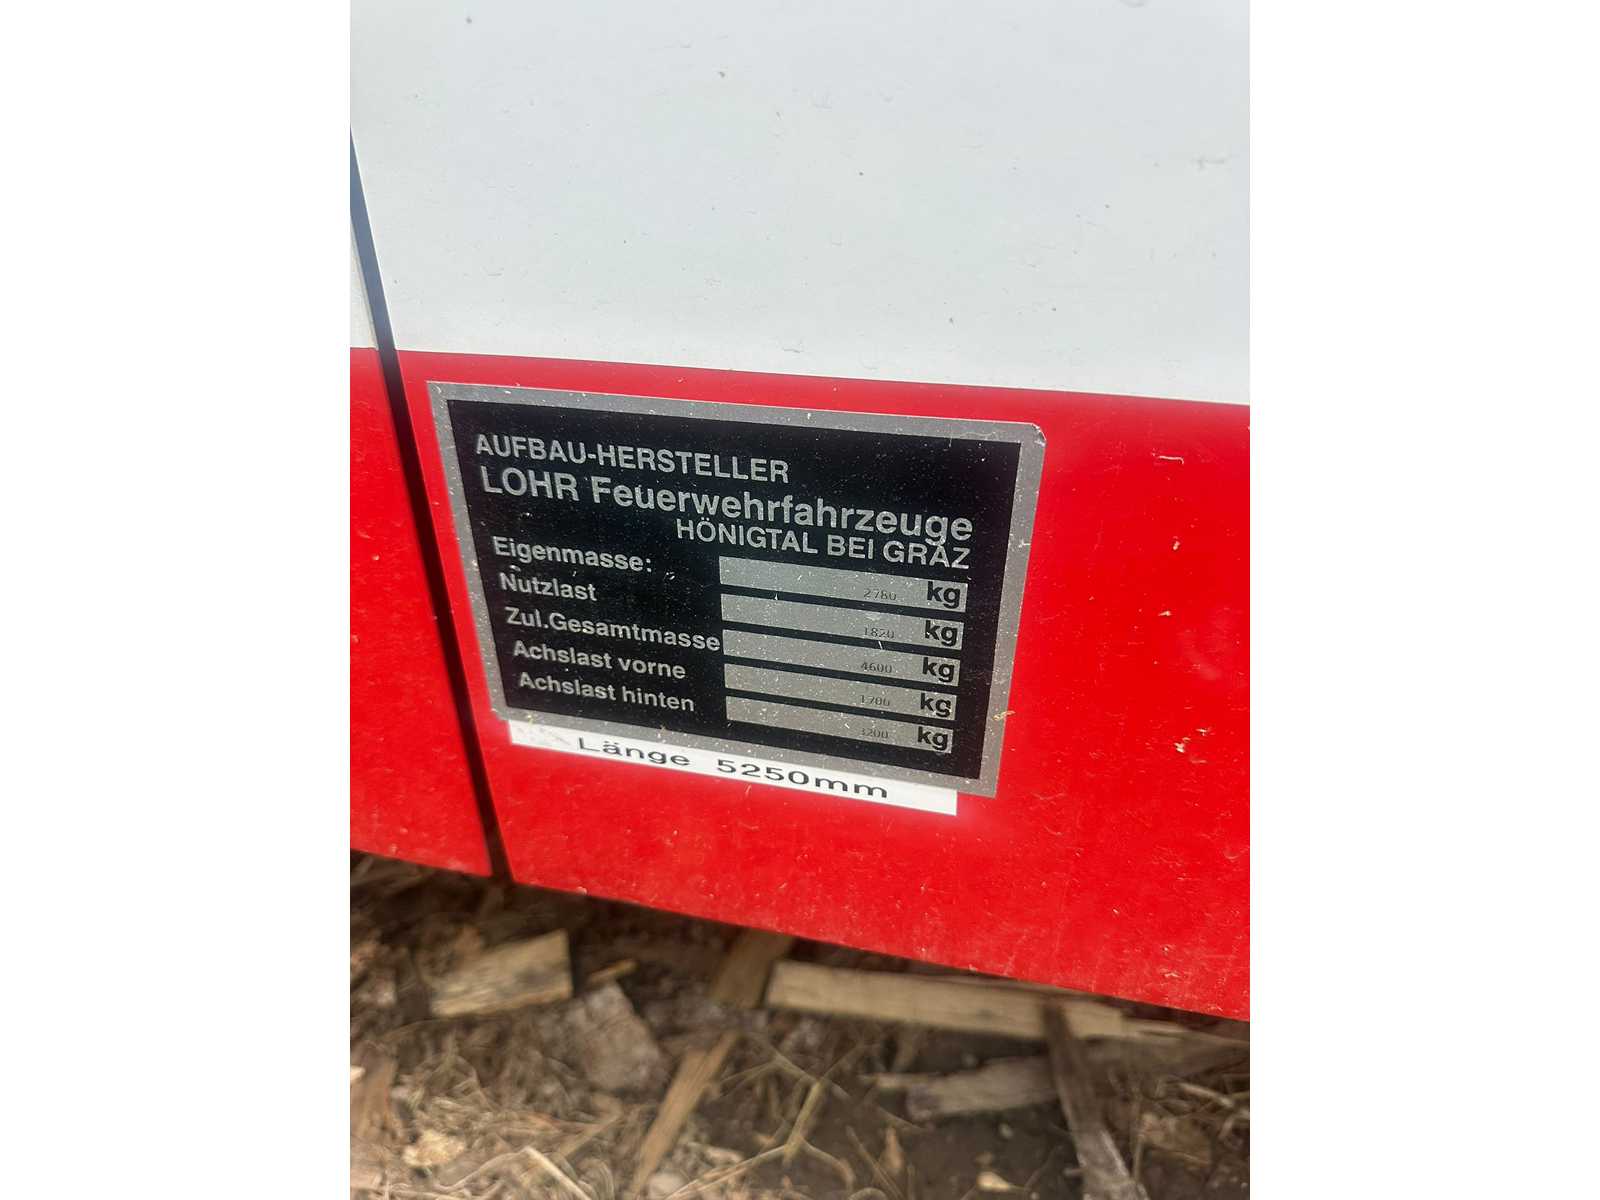 AUFBAU-HERSTELLER
LOHR Feuerwehrfahrzeuge
HÖNIGTAL BEI GRAZ
Eigenmasse: 2780 kg
Nutzlast 1820 kg
Zul.Gesamtmasse 4600 kg
Achslast vorne 1700 kg
Achslast hinten 3200 kg
Länge 5250mm